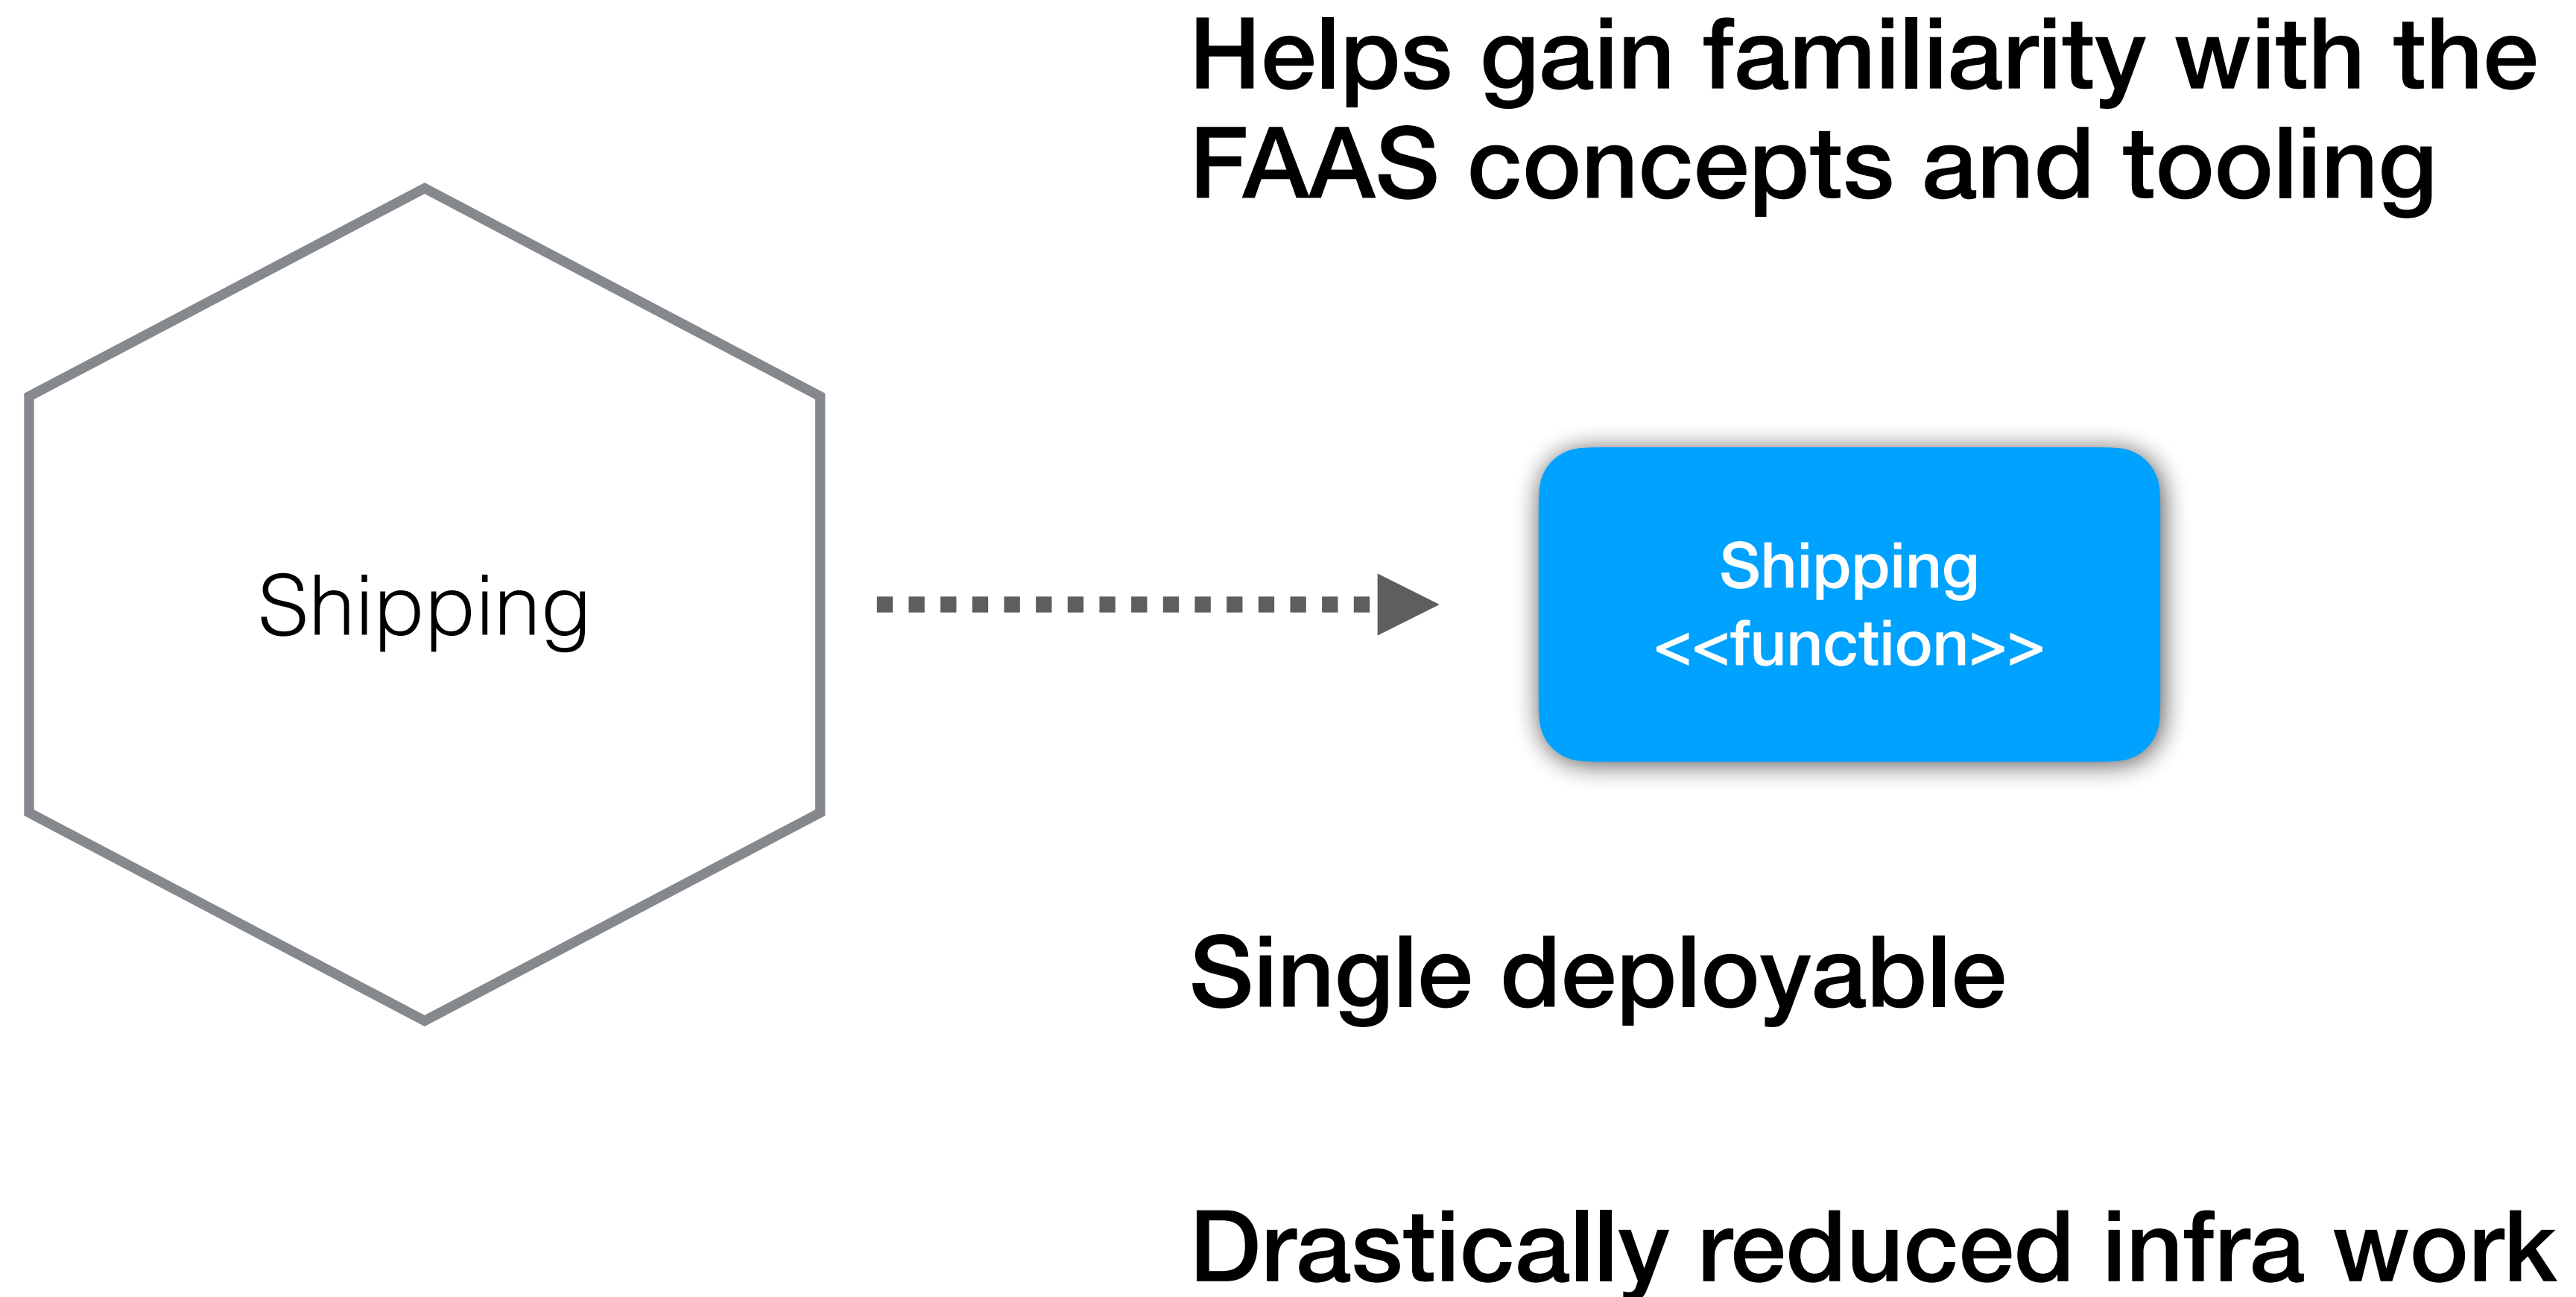 Helps gain familiarity with the
FAAS concepts and tooling
Shipping
Shipping
<<function>>
Single deployable
Drastically reduced infra work